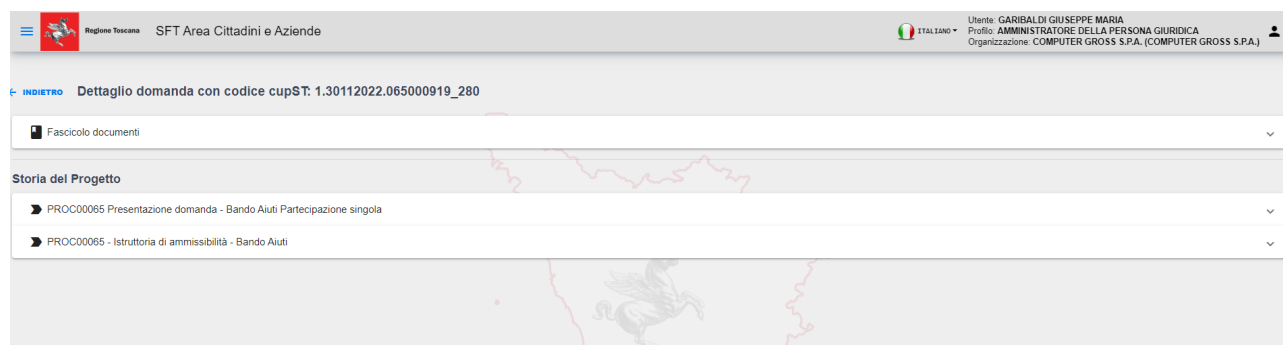 Regione Toscana
SFT Area Cittadini e Aziende
ITALIANO
Utente: GARIBALDI GIUSEPPE MARIA
Profilo: AMMINISTRATORE DELLA PERSONA GIURIDICA
Organizzazione: COMPUTER GROSS S.P.A. (COMPUTER GROSS S.P.A.)
INDIETRO Dettaglio domanda con codice cupST: 1.30112022.065000919_280
Fascicolo documenti
Storia del Progetto
PROC00065 Presentazione domanda - Bando Aiuti Partecipazione singola
PROC00065 - Istruttoria di ammissibilità - Bando Aiuti